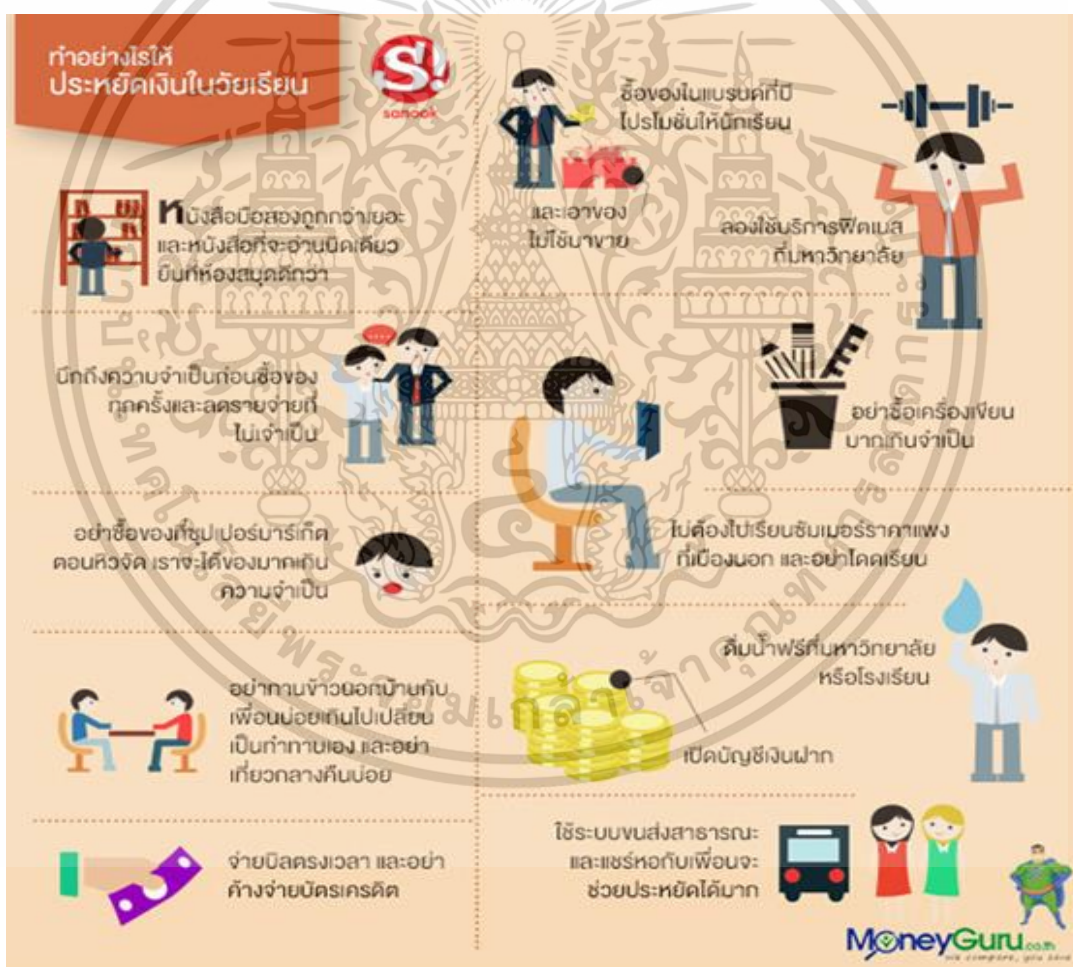 ทำอย่างไรให้
ประหยัดเงินในวัยเรียน
S!
sanook
หนังสือมือสองถูกกว่าเยอะ
และหนังสือที่จะอ่านนิดเดียว
ยืมที่ห้องสมุดดีกว่า
นึกถึงความจำเป็นก่อนซื้อของ
ทุกครั้งและลดรายจ่ายที่
ไม่จำเป็น
อย่าซื้อของที่ซุปเปอร์มาร์เก็ต
ตอนหิวจัด เราจะได้ของมากเกิน
ความจำเป็น
อย่าทานข้าวนอกบ้านกับ
เพื่อนบ่อยเกินไปเปลี่ยน
เป็นทำทานเอง และอย่า
เที่ยวกลางคืนบ่อย
จ่ายบิลตรงเวลา และอย่า
ค้างจ่ายบัตรเครดิต
ซื้อของในแบรนด์ที่มี
โปรโมชั่นให้นักเรียน
และเอาของ
ไม่ใช้มาขาย
ลองใช้บริการฟิตเนส
ที่มหาวิทยาลัย
อย่าซื้อเครื่องเขียน
มากเกินจำเป็น
ไม่ต้องไปเรียนซัมเมอร์ราคาแพง
ที่เมืองนอก และอย่าโดดเรียน
ดื่มน้ำฟรีที่มหาวิทยาลัย
หรือโรงเรียน
เปิดบัญชีเงินฝาก
ใช้ระบบขนส่งสาธารณะ
และแชร์หอกับเพื่อนจะ
ช่วยประหยัดได้มาก
MoneyGuru.co.th
we compare, you save